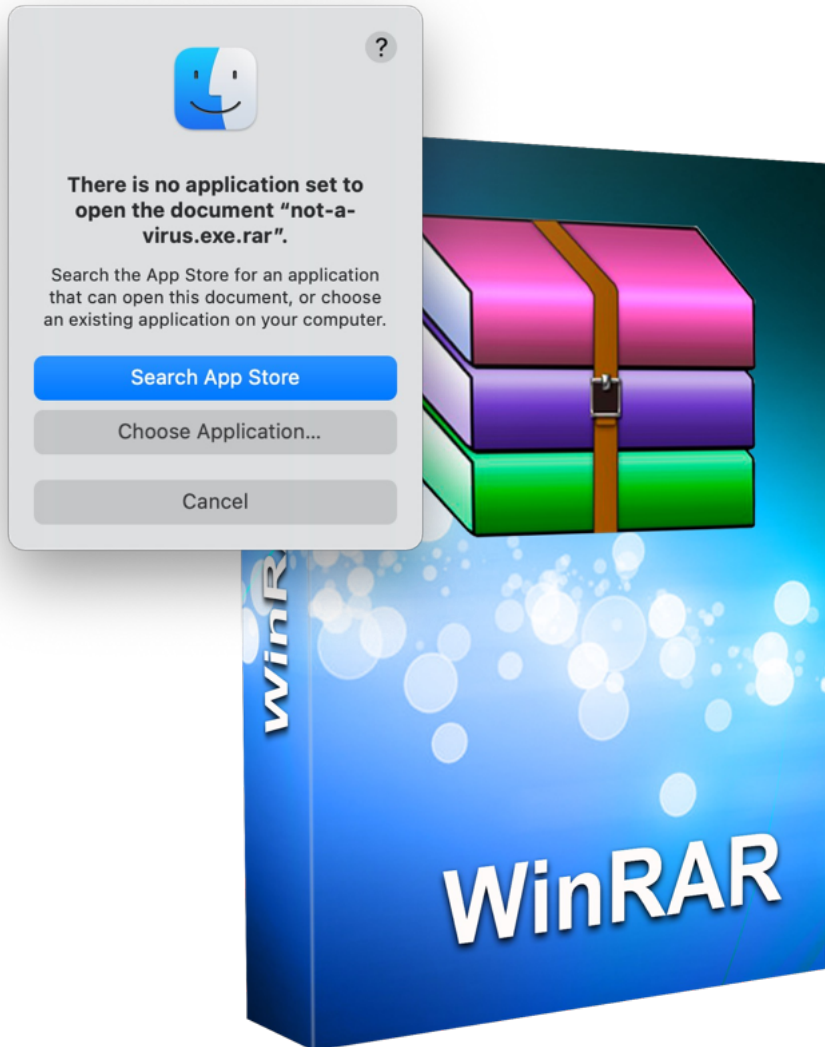 ?
There is no application set to
open the document “not-a-
virus.exe.rar”.
Search the App Store for an application
that can open this document, or choose
an existing application on your computer.
Search App Store
Choose Application...
Cancel
WinR
WinRAR